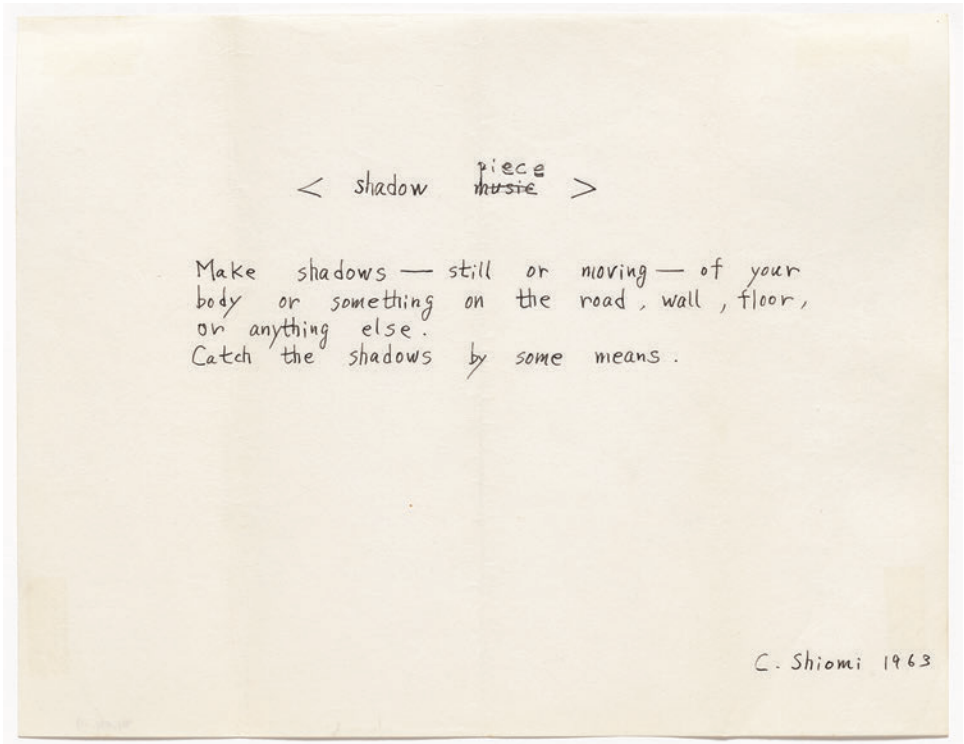 piece
< shadow music >
Make shadows — still or moving — of your
body or something on the road, wall, floor,
or anything else.
Catch the shadows by some means.
C. Shiomi 1963